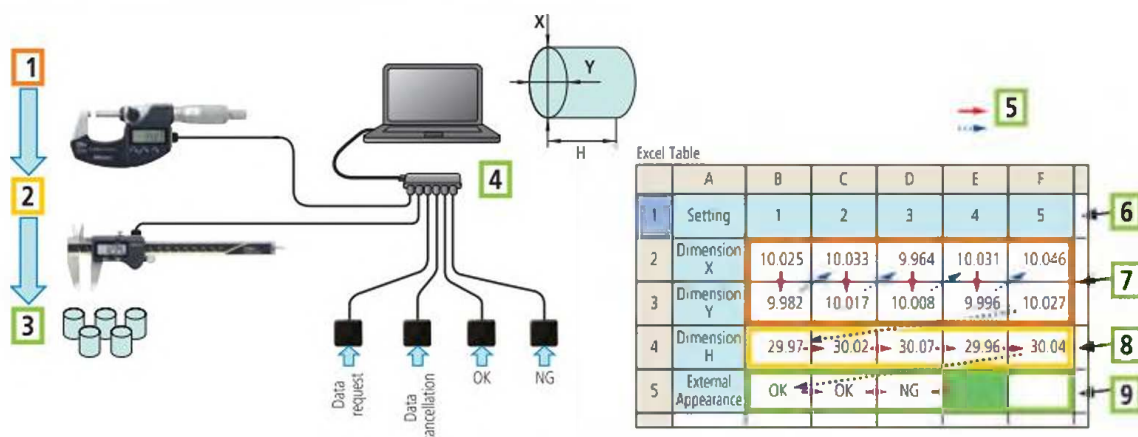 1
2
3
4
X
Y
H
Data
request
Data
cancellation
OK
NG
5
Excel Table
A B C D E F
1 Setting 1 2 3 4 5
6
2 Dimension X 10.025 10.033 9.964 10.031 10.046
7
3 Dimension Y 9.982 10.017 10.008 9.996 10.027
4 Dimension H 29.97 30.02 30.07 29.96 30.04
8
5 External Appearance OK OK NG
9